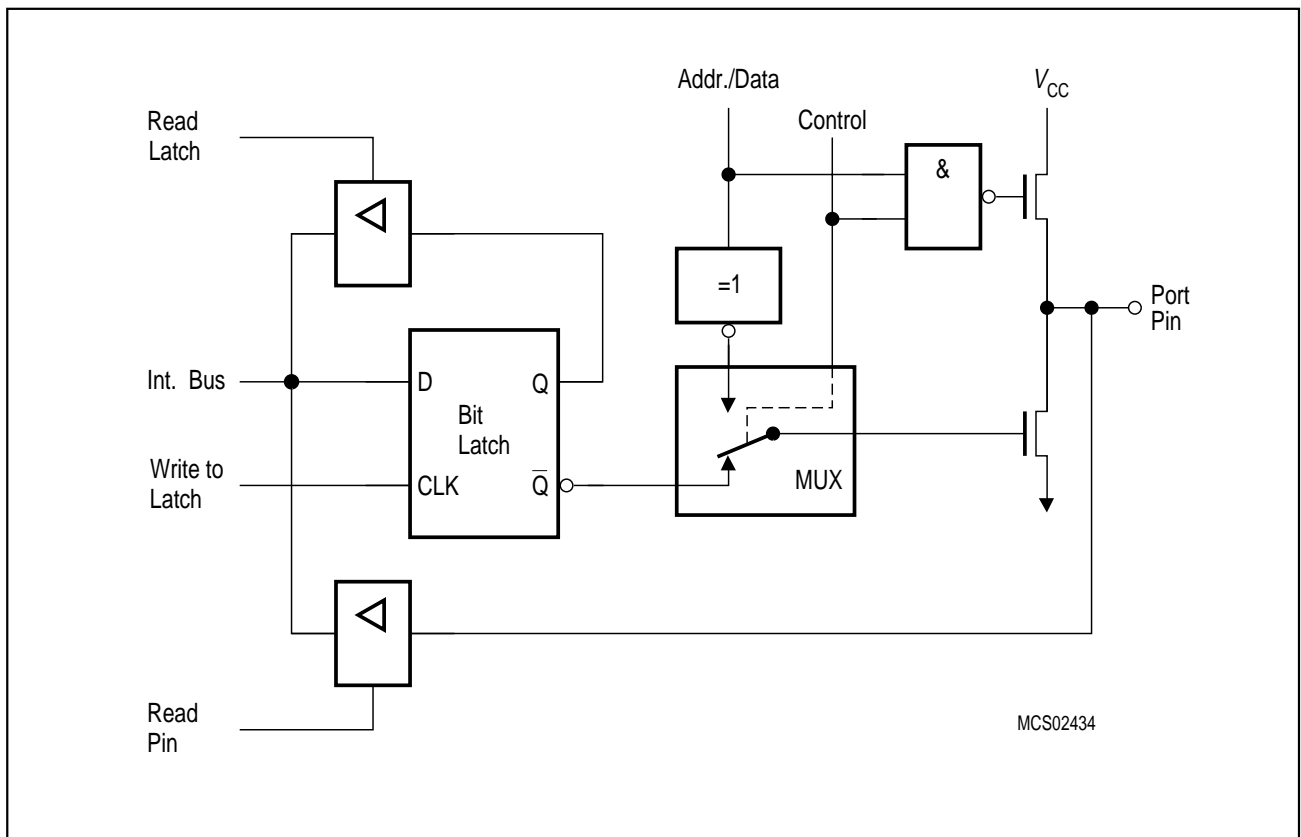 Addr./Data
V CC
Control
Read
Latch
&
=1
Port
Pin
Int. Bus
D
Q
Bit
Latch
Write to
Latch
CLK
Q̅
MUX
Read
Pin
MCS02434